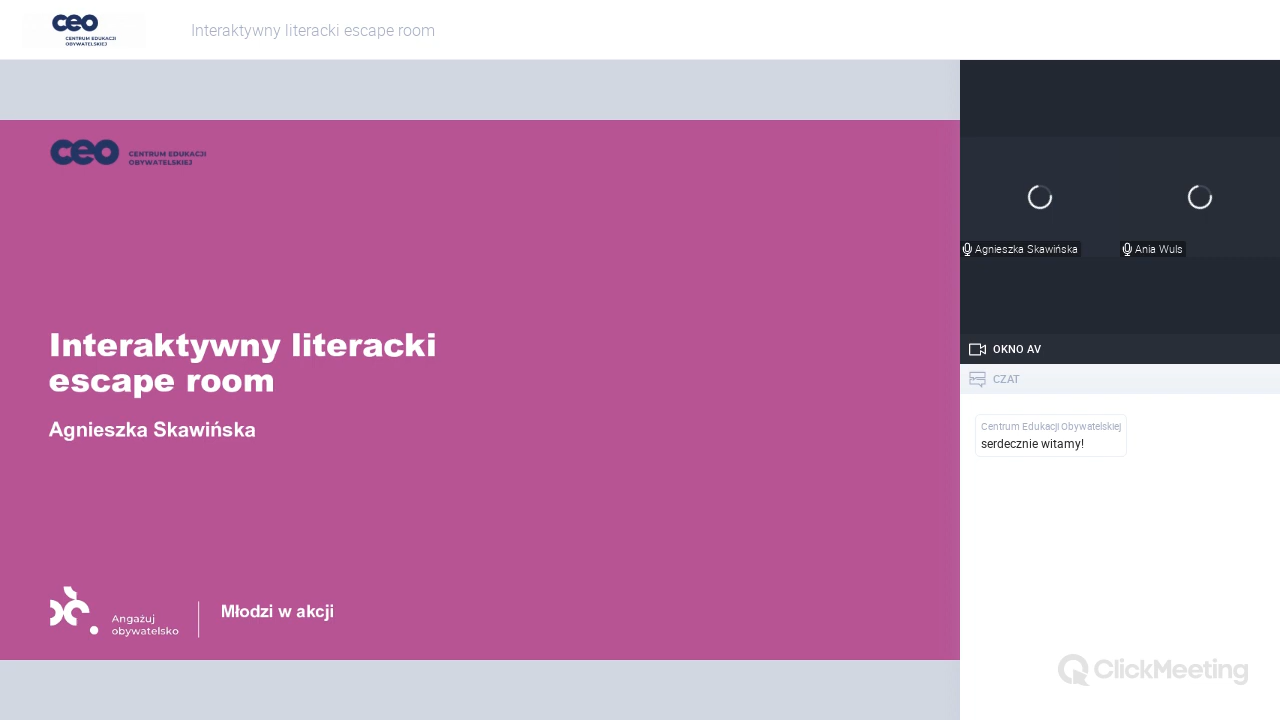 ceo
CENTRUM EDUKACJI
OBYWATELSKIEJ
Interaktywny literacki escape room
ceo
CENTRUM EDUKACJI
OBYWATELSKIEJ
Interaktywny literacki
escape room
Agnieszka Skawińska
Angażuj
obywatelsko
Młodzi w akcji
Agnieszka Skawińska
Ania Wuls
OKNO AV
CZAT
Centrum Edukacji Obywatelskiej
serdecznie witamy!
ClickMeeting